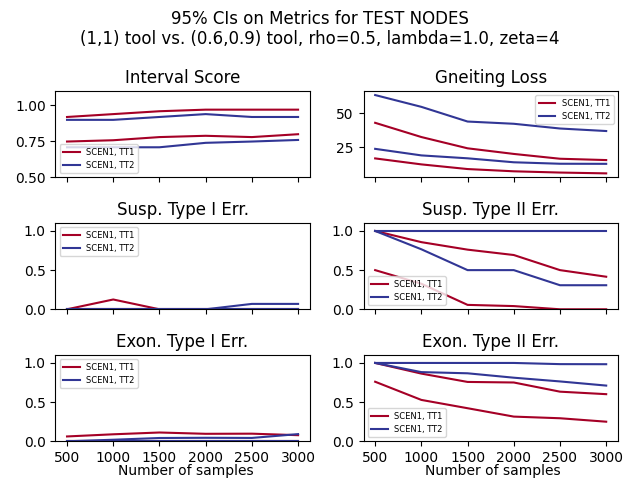 95% CIs on Metrics for TEST NODES
(1,1) tool vs. (0.6,0.9) tool, rho=0.5, lambda=1.0, zeta=4
Interval Score
1.00
0.75
0.50
SCEN1, TT1
SCEN1, TT2
Gneiting Loss
50
25
SCEN1, TT1
SCEN1, TT2
Susp. Type I Err.
1.0
0.5
0.0
SCEN1, TT1
SCEN1, TT2
Susp. Type II Err.
1.0
0.5
0.0
SCEN1, TT1
SCEN1, TT2
Exon. Type I Err.
1.0
0.5
0.0
SCEN1, TT1
SCEN1, TT2
500 1000 1500 2000 2500 3000
Number of samples
Exon. Type II Err.
1.0
0.5
0.0
SCEN1, TT1
SCEN1, TT2
500 1000 1500 2000 2500 3000
Number of samples